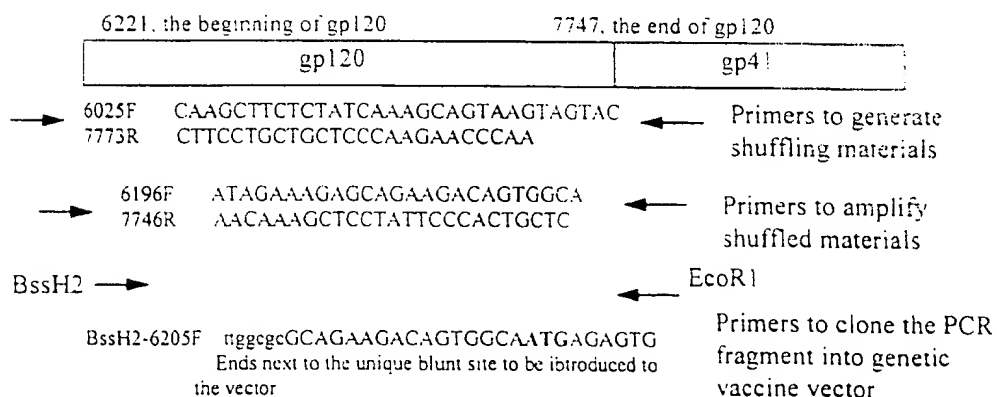 6221, the beginning of gp120 7747, the end of gp120
gp120 gp41
6025F CAAGCTTCTCTATCAAAGCAGTAAGTAGTAC
7773R CTTCCTGCTGCTCCCAAGAACCCAA
Primers to generate
shuffling materials
6196F ATAGAAAGAGCAGAAGACAGTGGCA
7746R AACAAAGCTCCTATTCCCACTGCTC
Primers to amplify
shuffled materials
BssH2 EcoR1
BssH2-6205F nggcgcGCAGAAGACAGTGGCAATGAGAGTG
Ends next to the unique blunt site to be ibtroduced to
the vector
Primers to clone the PCR
fragment into genetic
vaccine vector